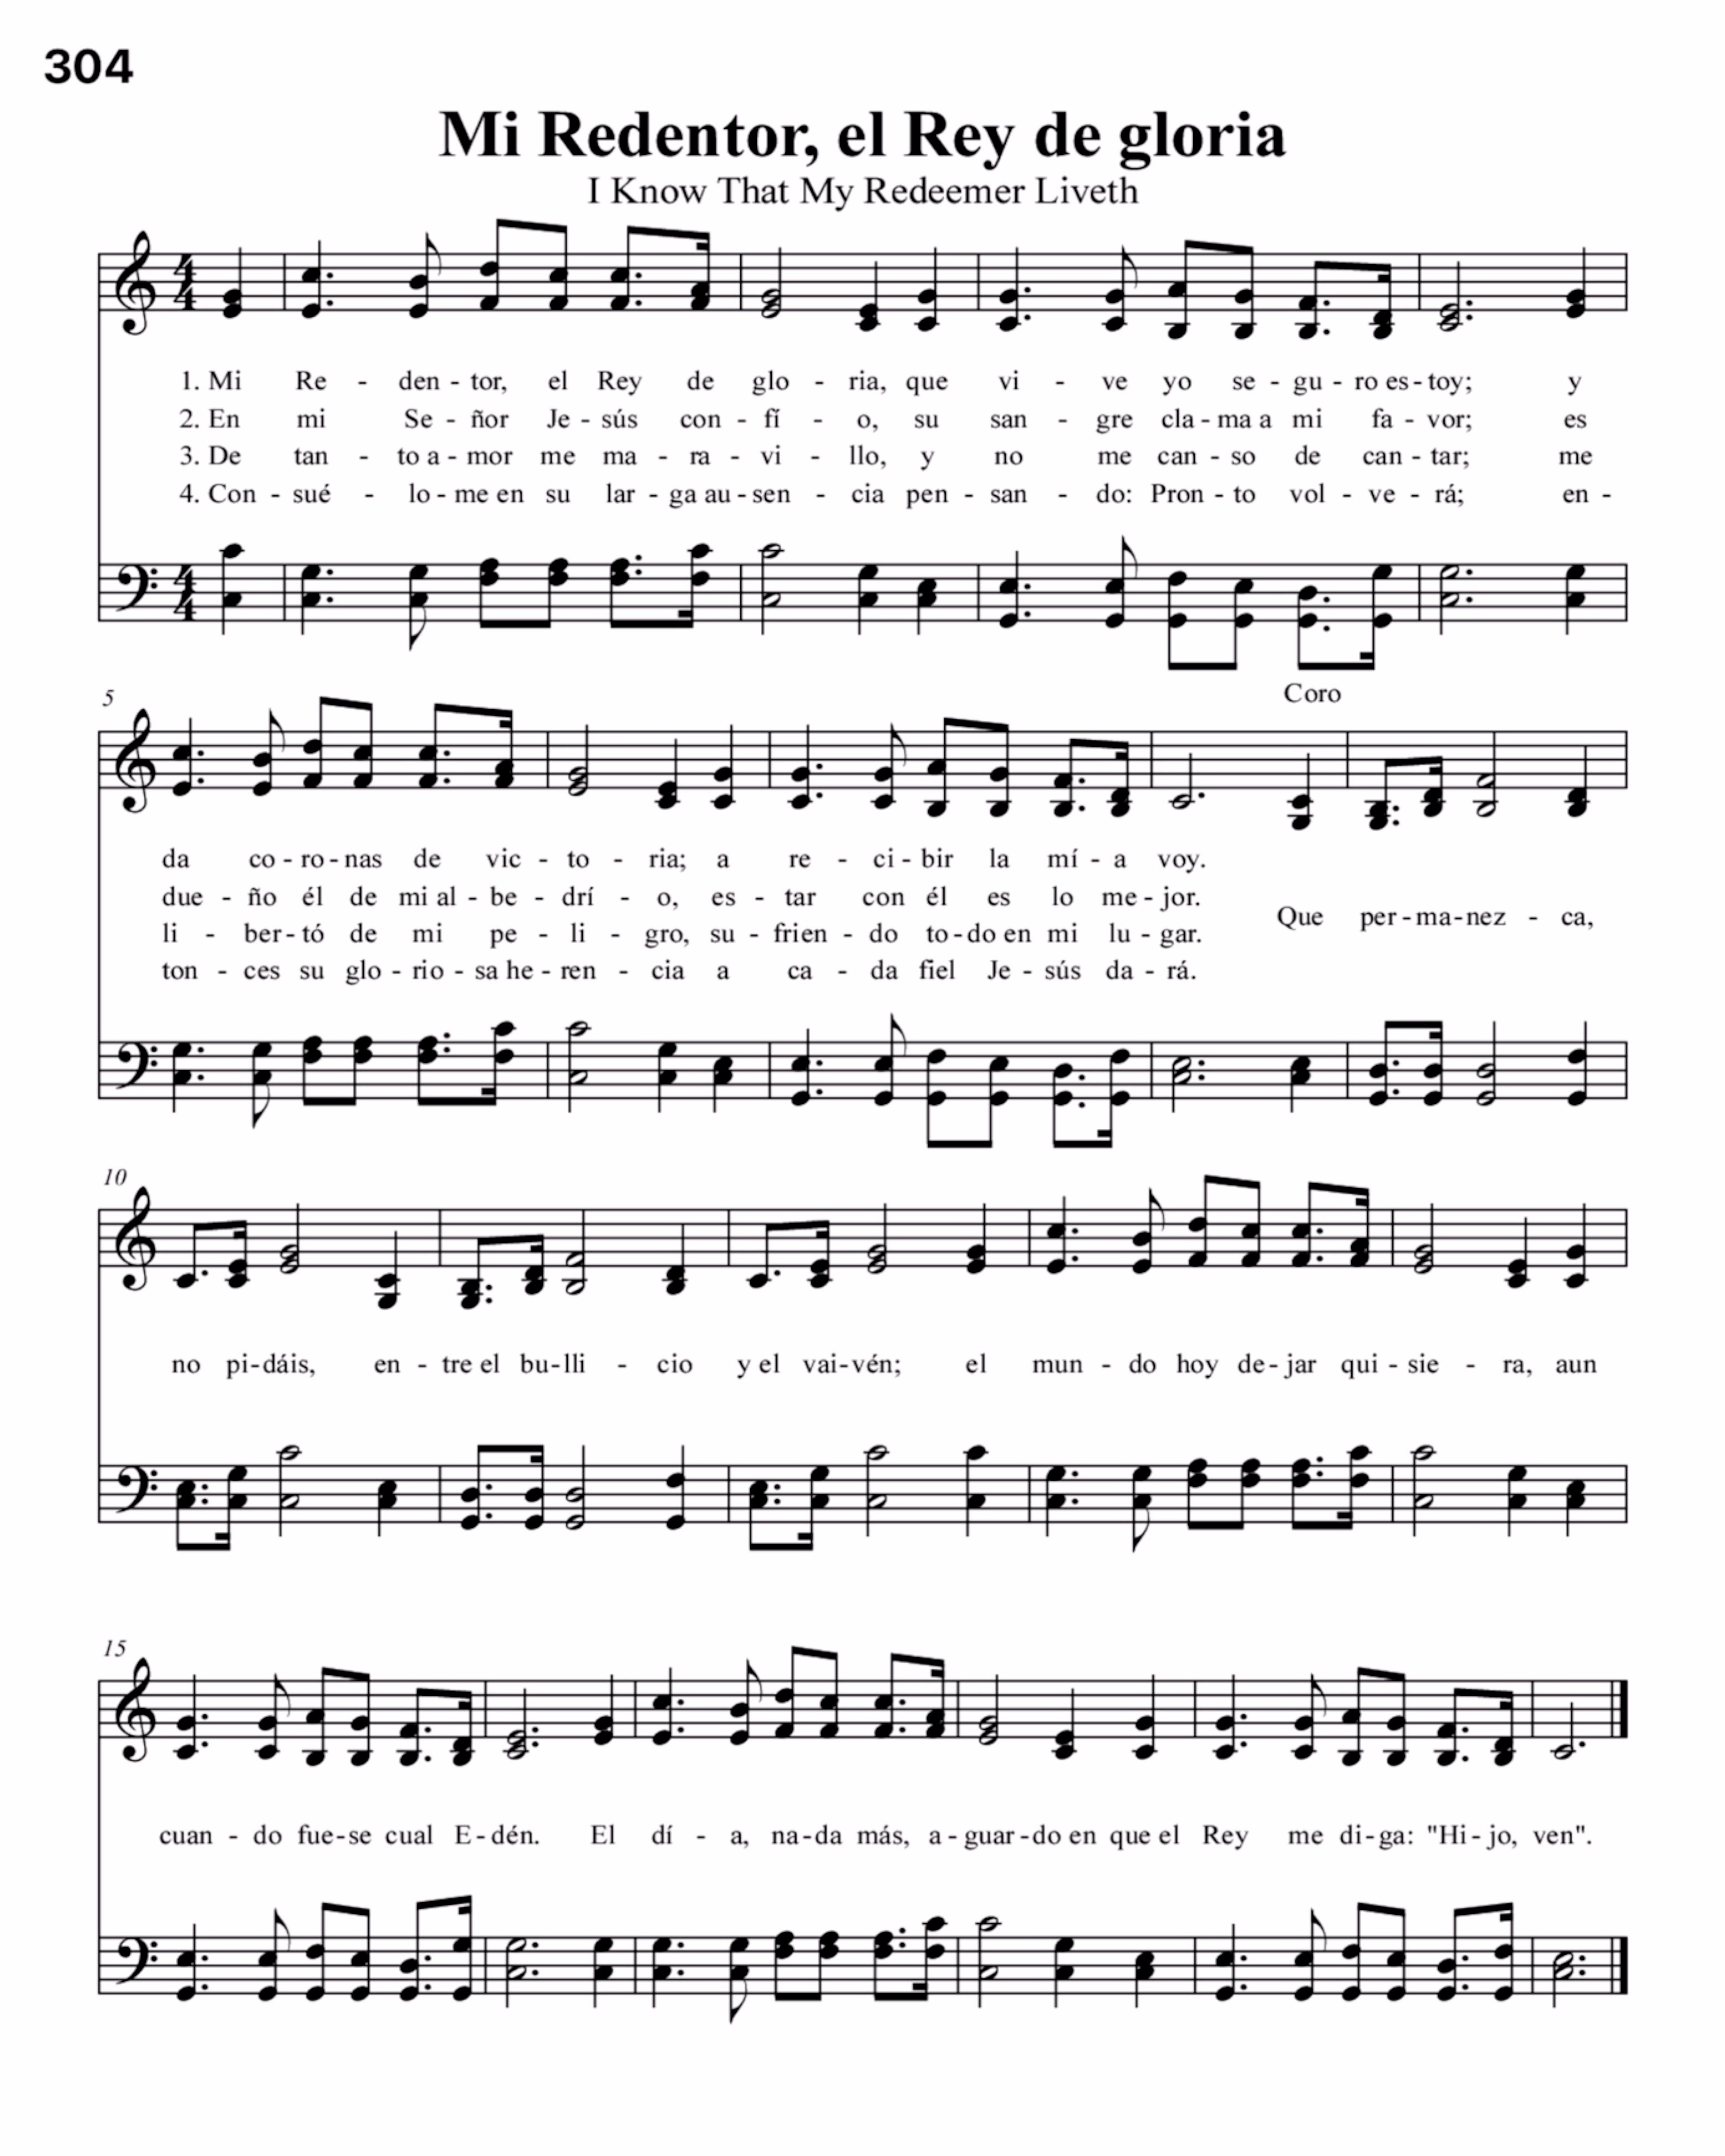 304
Mi Redentor, el Rey de gloria
I Know That My Redeemer Liveth
1. Mi Re - den - tor, el Rey de glo - ria, que vi - ve yo se - gu - ro es - toy; y
2. En mi Se - ñor Je - sús con - fí - o, su san - gre cla - ma a mi fa - vor; es
3. De tan - to a - mor me ma - ra - vi - llo, y no me can - so de can - tar; me
4. Con - sué - lo - me en su lar - ga au - sen - cia pen - san - do: Pron - to vol - ve - rá; en -
5
Coro
da co - ro - nas de vic - to - ria; a re - ci - bir la mí - a voy.
due - ño él de mi al - be - drí - o, es - tar con él es lo me - jor.
Que per - ma - nez - ca,
li - ber - tó de mi pe - li - gro, su - frien - do to - do en mi lu - gar.
ton - ces su glo - rio - sa he - ren - cia a ca - da fiel Je - sús da - rá.
10
no pi - dáis, en - tre el bu - lli - cio y el vai - vén; el mun - do hoy de - jar qui - sie - ra, aun
15
cuan - do fue - se cual E - dén. El dí - a, na - da más, a - guar - do en que el Rey me di - ga: "Hi - jo, ven".